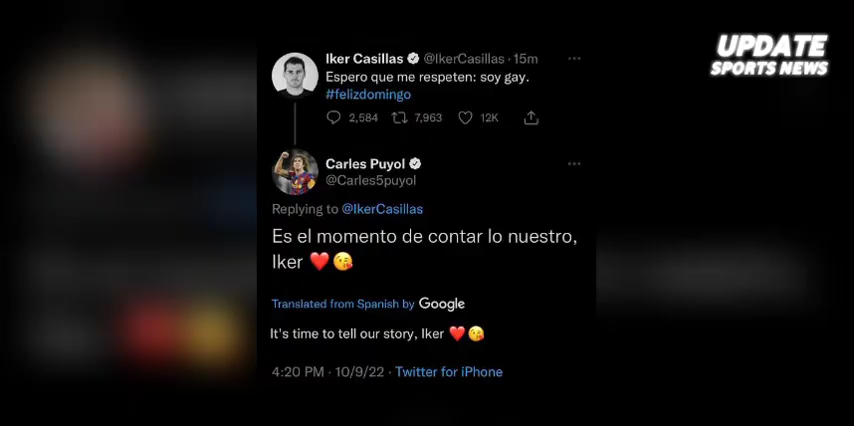 UPDATE
SPORTS NEWS
Iker Casillas @IkerCasillas · 15m
Espero que me respeten: soy gay.
#felizdomingo
2,584 7,963 12K
Carles Puyol
@Carles5puyol
Replying to @IkerCasillas
Es el momento de contar lo nuestro,
Iker ❤️😘
Translated from Spanish by Google
It's time to tell our story, Iker ❤️😘
4:20 PM · 10/9/22 · Twitter for iPhone